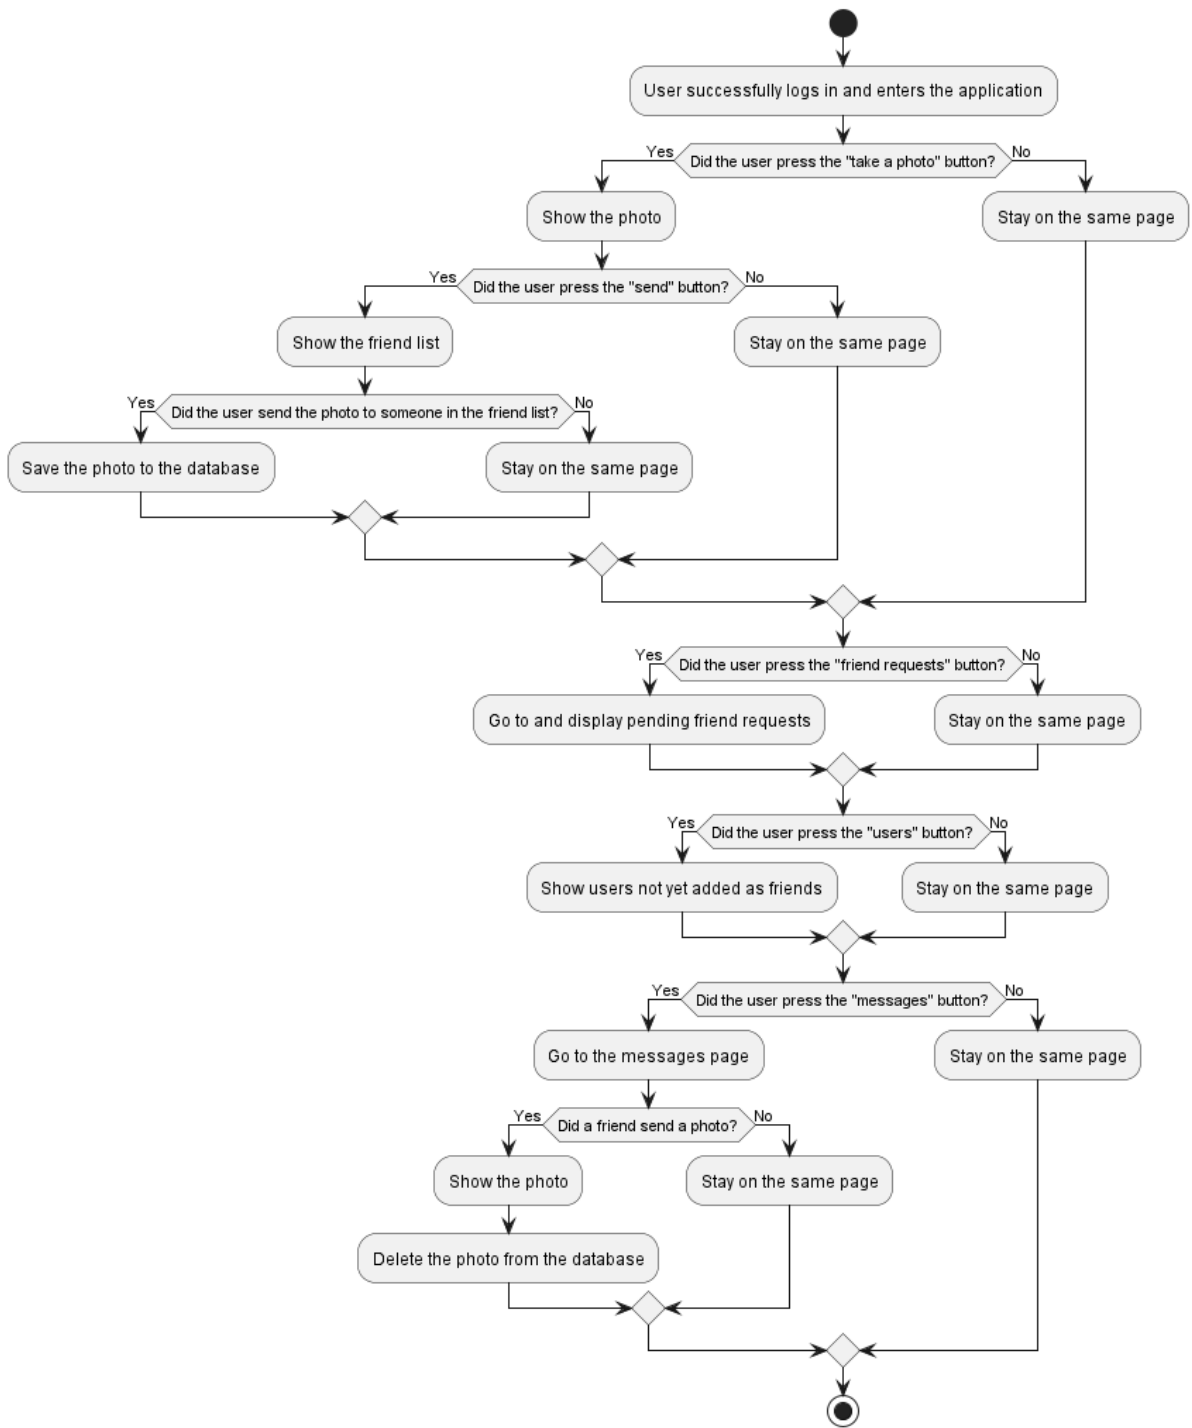 User successfully logs in and enters the application
Yes
Did the user press the "take a photo" button?
No
Show the photo
Stay on the same page
Yes
Did the user press the "send" button?
No
Show the friend list
Stay on the same page
Yes
Did the user send the photo to someone in the friend list?
No
Save the photo to the database
Stay on the same page
Yes
Did the user press the "friend requests" button?
No
Go to and display pending friend requests
Stay on the same page
Yes
Did the user press the "users" button?
No
Show users not yet added as friends
Stay on the same page
Yes
Did the user press the "messages" button?
No
Go to the messages page
Stay on the same page
Yes
Did a friend send a photo?
No
Show the photo
Stay on the same page
Delete the photo from the database